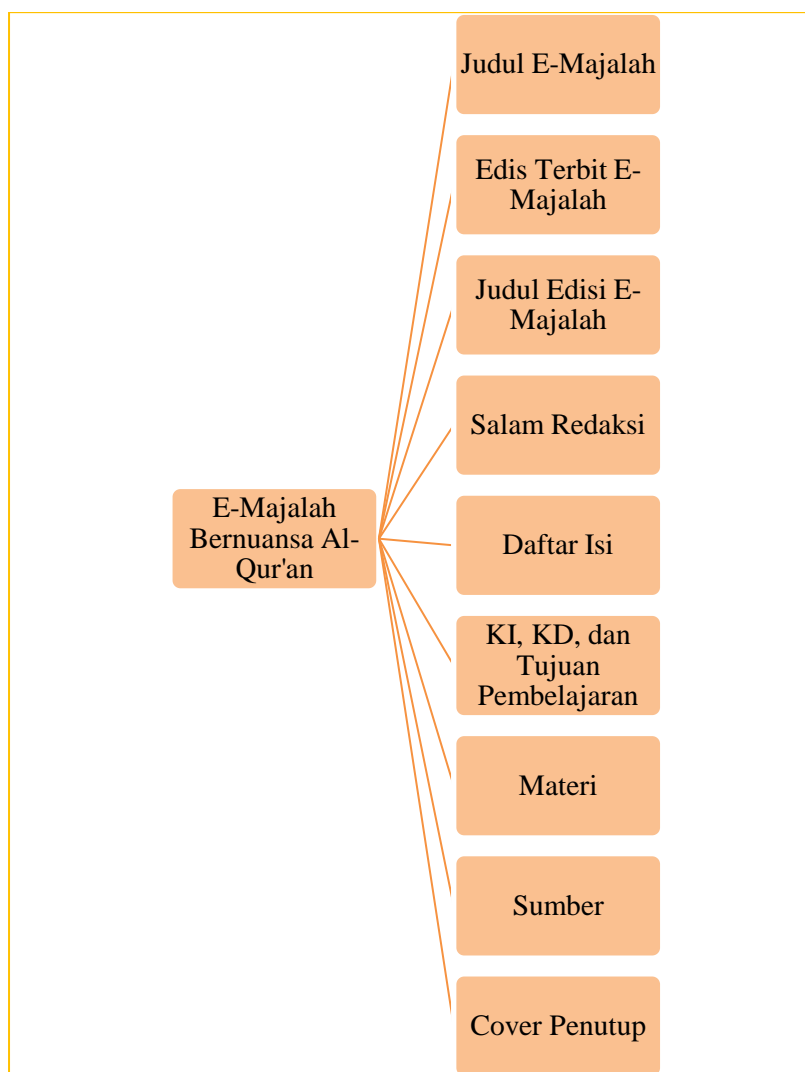 Judul E-Majalah
Edis Terbit E-
Majalah
Judul Edisi E-
Majalah
Salam Redaksi
E-Majalah
Bernuansa Al-
Qur'an
Daftar Isi
KI, KD, dan
Tujuan
Pembelajaran
Materi
Sumber
Cover Penutup